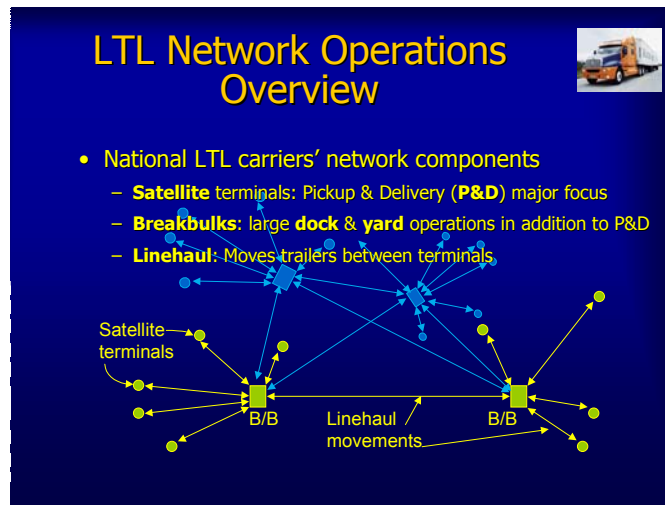 LTL Network Operations
Overview
• National LTL carriers’ network components
– Satellite terminals: Pickup & Delivery (P&D) major focus
– Breakbulks: large dock & yard operations in addition to P&D
– Linehaul: Moves trailers between terminals
Satellite
terminals
B/B
Linehaul
movements
B/B